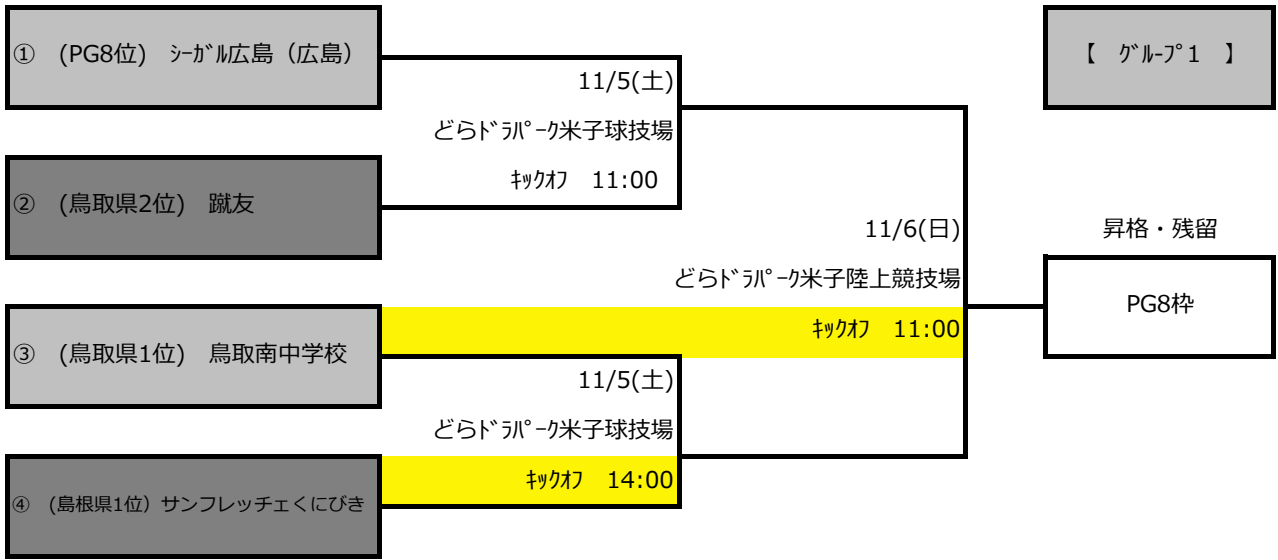 ① (PG8位) ｼｰｶﾞﾙ広島（広島）
【 ｸﾞﾙｰﾌﾟ1 】
11/5(土)
どらﾄﾞﾗﾊﾟｰｸ米子球技場
ｷｯｸｵﾌ 11:00
② (鳥取県2位) 蹴友
11/6(日)
どらﾄﾞﾗﾊﾟｰｸ米子陸上競技場
ｷｯｸｵﾌ 11:00
昇格・残留
PG8枠
③ (鳥取県1位) 鳥取南中学校
11/5(土)
どらﾄﾞﾗﾊﾟｰｸ米子球技場
ｷｯｸｵﾌ 14:00
④ (島根県1位）サンフレッチェくにびき